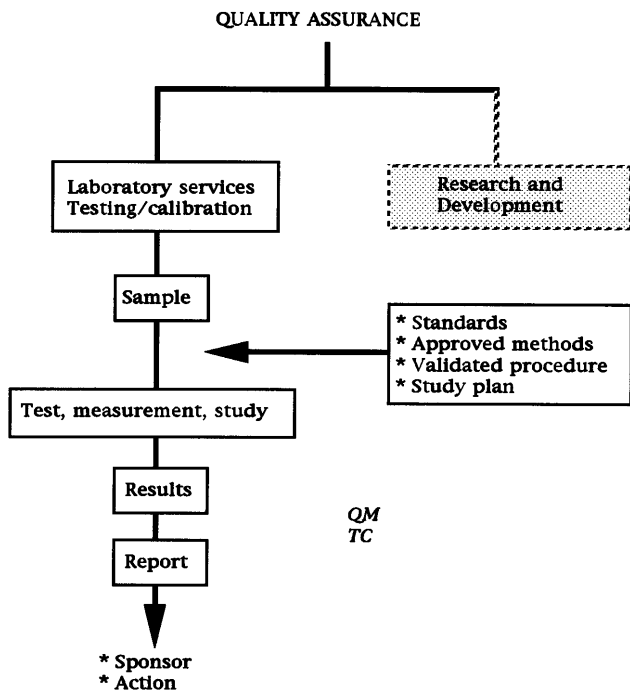 QUALITY ASSURANCE
Laboratory services
Testing/calibration
Research and
Development
Sample
* Standards
* Approved methods
* Validated procedure
* Study plan
Test, measurement, study
Results
QM
TC
Report
* Sponsor
* Action